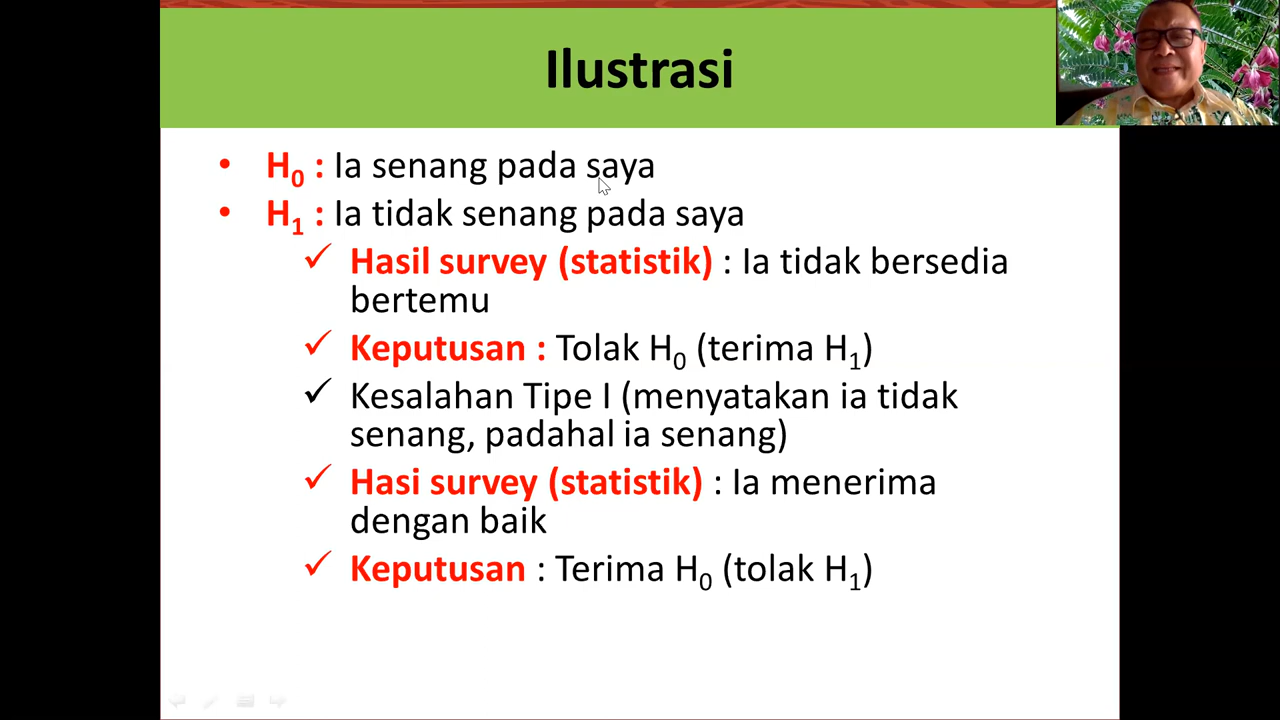 Ilustrasi
• H₀ : Ia senang pada saya
• H₁ : Ia tidak senang pada saya
✓ Hasil survey (statistik) : Ia tidak bersedia
bertemu
✓ Keputusan : Tolak H₀ (terima H₁)
✓ Kesalahan Tipe I (menyatakan ia tidak
senang, padahal ia senang)
✓ Hasi survey (statistik) : Ia menerima
dengan baik
✓ Keputusan : Terima H₀ (tolak H₁)